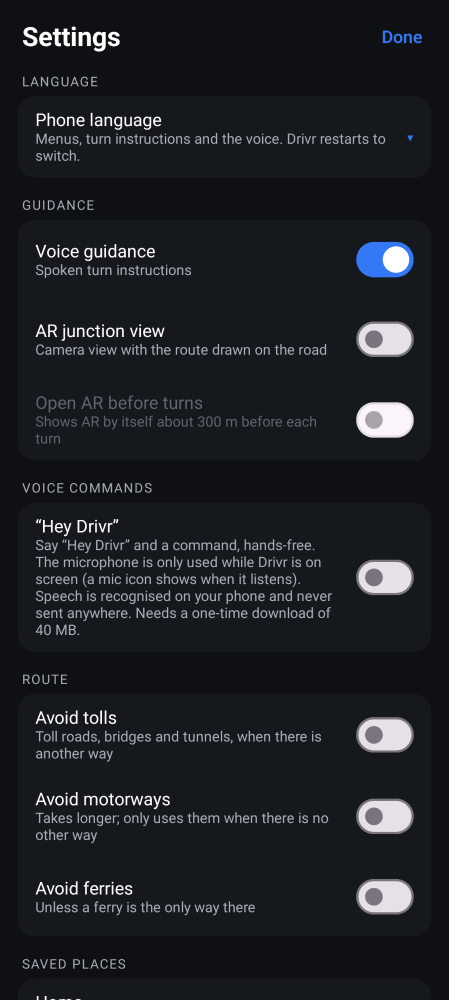 Settings
Done
LANGUAGE
Phone language
Menus, turn instructions and the voice. Drivr restarts to
switch.
GUIDANCE
Voice guidance
Spoken turn instructions
AR junction view
Camera view with the route drawn on the road
Open AR before turns
Shows AR by itself about 300 m before each
turn
VOICE COMMANDS
“Hey Drivr”
Say “Hey Drivr” and a command, hands-free.
The microphone is only used while Drivr is on
screen (a mic icon shows when it listens).
Speech is recognised on your phone and never
sent anywhere. Needs a one-time download of
40 MB.
ROUTE
Avoid tolls
Toll roads, bridges and tunnels, when there is
another way
Avoid motorways
Takes longer; only uses them when there is no
other way
Avoid ferries
Unless a ferry is the only way there
SAVED PLACES